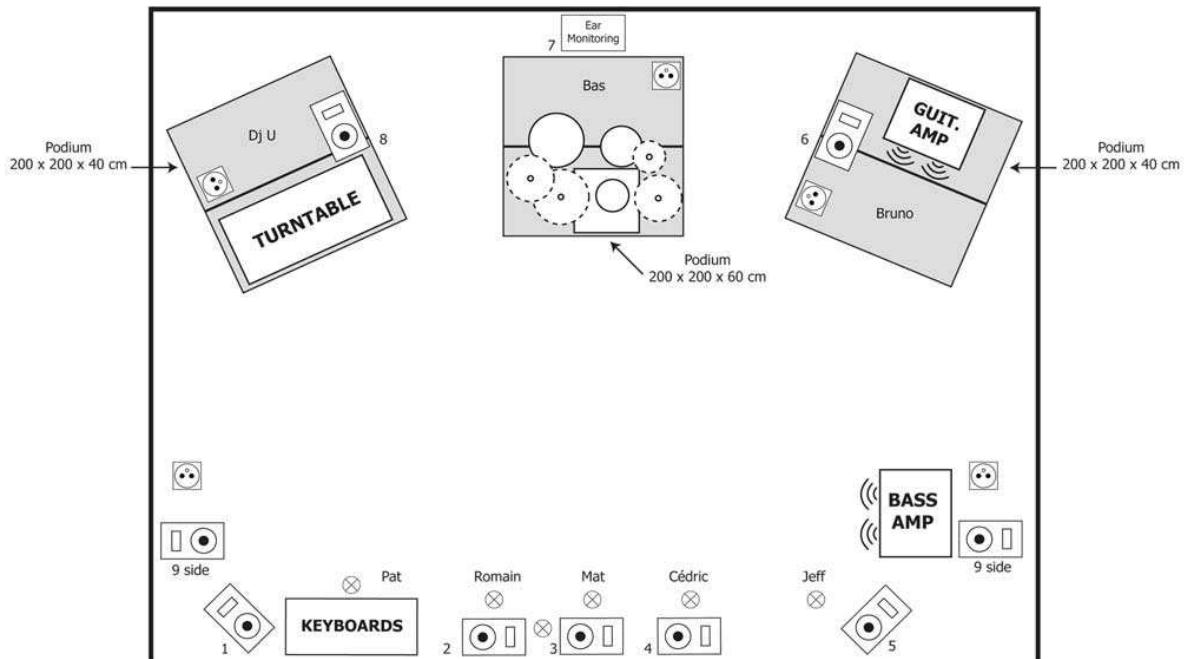 Ear
Monitoring
7
Bas
Dj U
8
6
GUIT.
AMP
Podium
200 x 200 x 40 cm
Podium
200 x 200 x 40 cm
TURNTABLE
Bruno
Podium
200 x 200 x 60 cm
BASS
AMP
9 side
9 side
Pat
Romain
Mat
Cédric
Jeff
1
KEYBOARDS
2
3
4
5